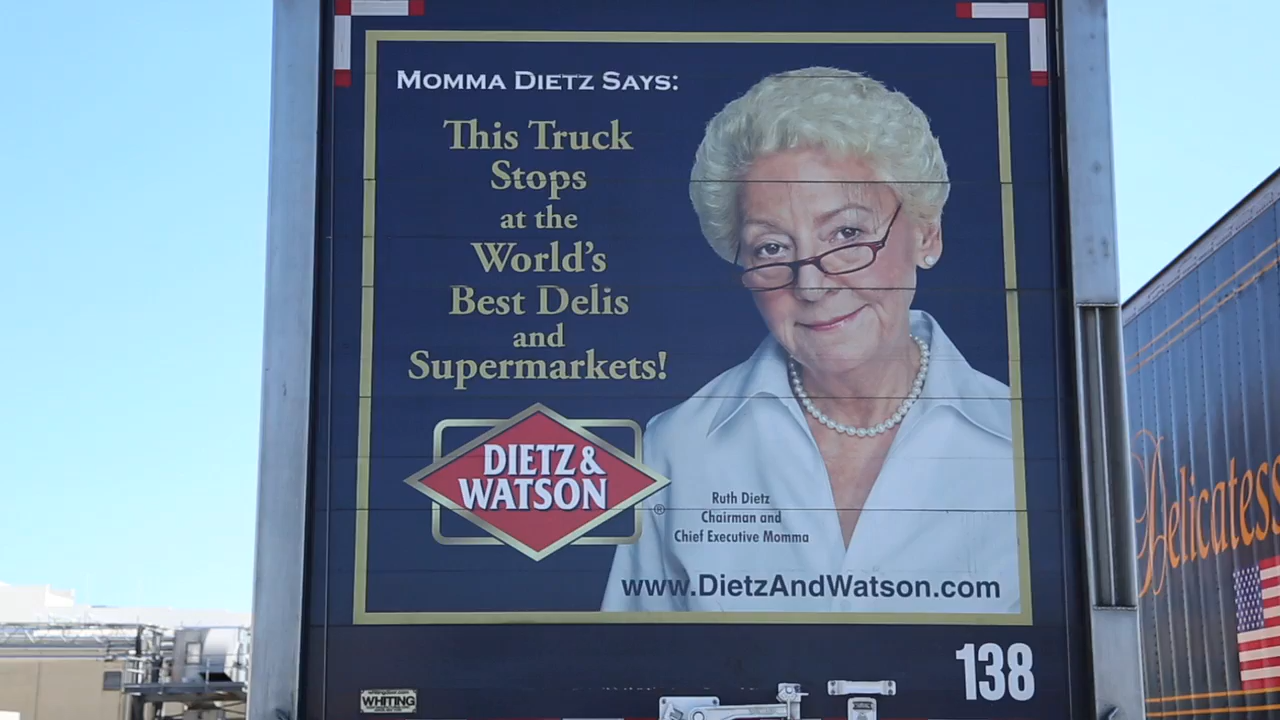 MOMMA DIETZ SAYS:
This Truck
Stops
at the
World's
Best Delis
and
Supermarkets!
DIETZ &
WATSON
®
Ruth Dietz
Chairman and
Chief Executive Momma
www.DietzAndWatson.com
138
WHITING
Delicatess